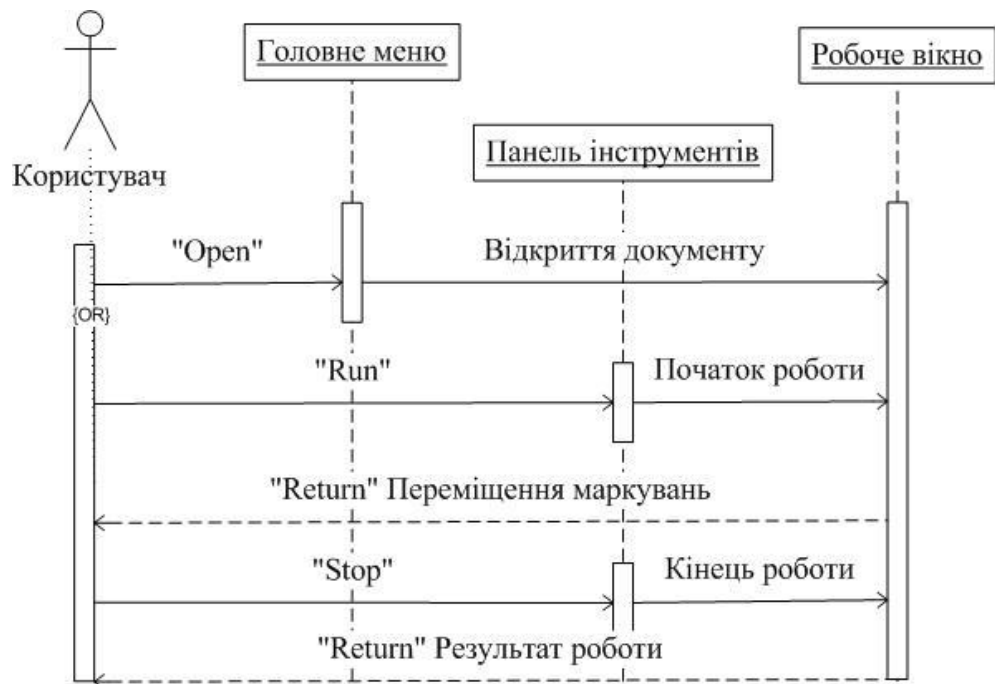 Головне меню
Робоче вікно
Панель інструментів
Користувач
"Open"
Відкриття документу
{OR}
"Run"
Початок роботи
"Return" Переміщення маркувань
"Stop"
Кінець роботи
"Return" Результат роботи